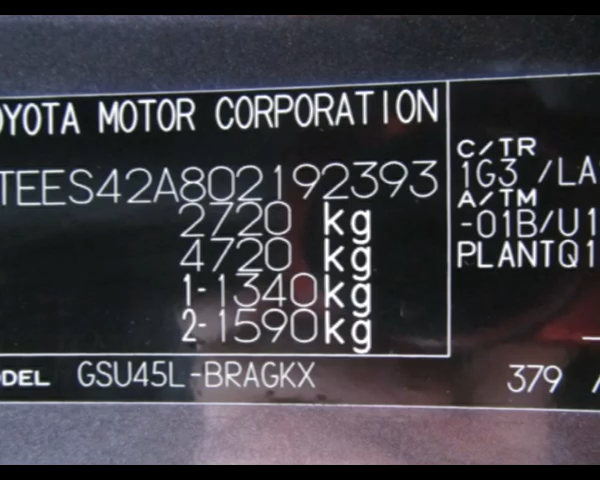 OYOTA MOTOR CORPORATION
TEES42A802192393
2720 kg
4720 kg
1-1340kg
2-1590kg
ODEL GSU45L-BRAGKX
C/TR
1G3 /LA
A/TM
-01B/U1
PLANTQ1
379 /